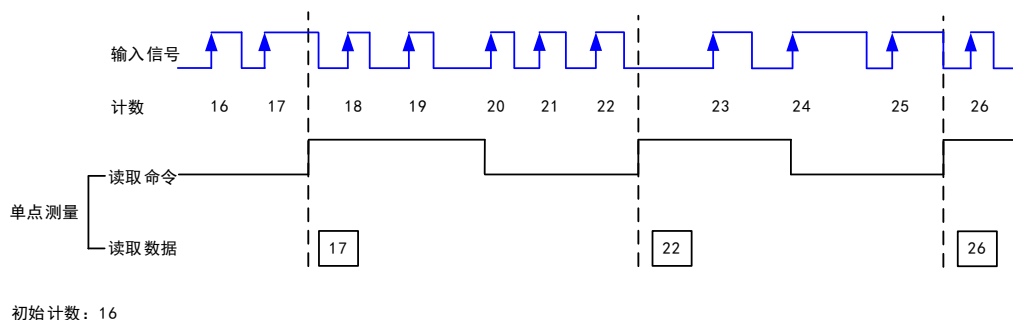 输入信号
计数 16 17 18 19 20 21 22 23 24 25 26
读取命令
单点测量
读取数据 17 22 26
初始计数：16